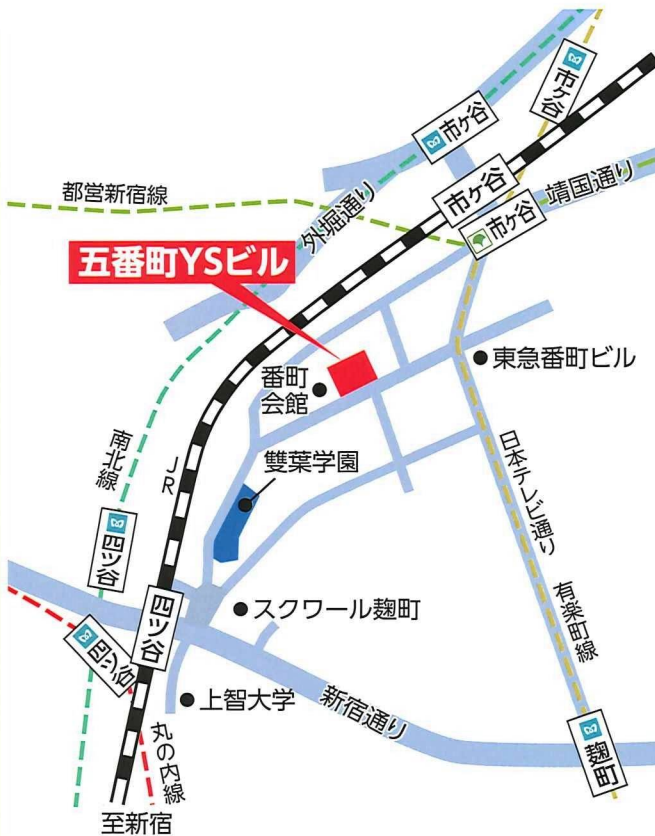 市ヶ谷
市ヶ谷
市ヶ谷
市ヶ谷
都営新宿線
外堀通り
靖国通り
五番町YSビル
番町
会館
東急番町ビル
南北線
JR
雙葉学園
日本テレビ通り
有楽町線
四ツ谷
四ツ谷
四ツ谷
スクワール麹町
上智大学
新宿通り
丸の内線
麹町
至新宿